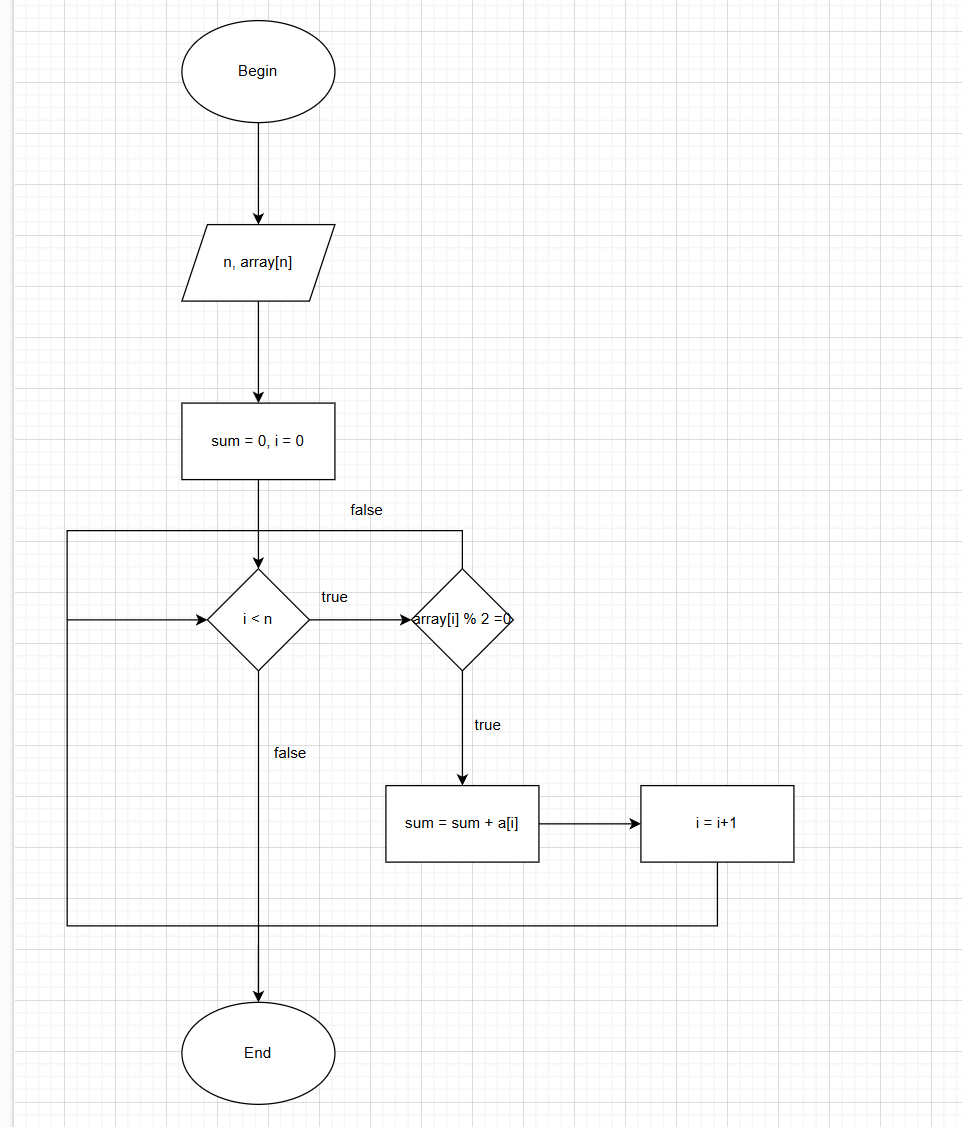 Begin
n, array[n]
sum = 0, i = 0
false
i < n
true
array[i] % 2 =0
true
false
sum = sum + a[i]
i = i+1
End